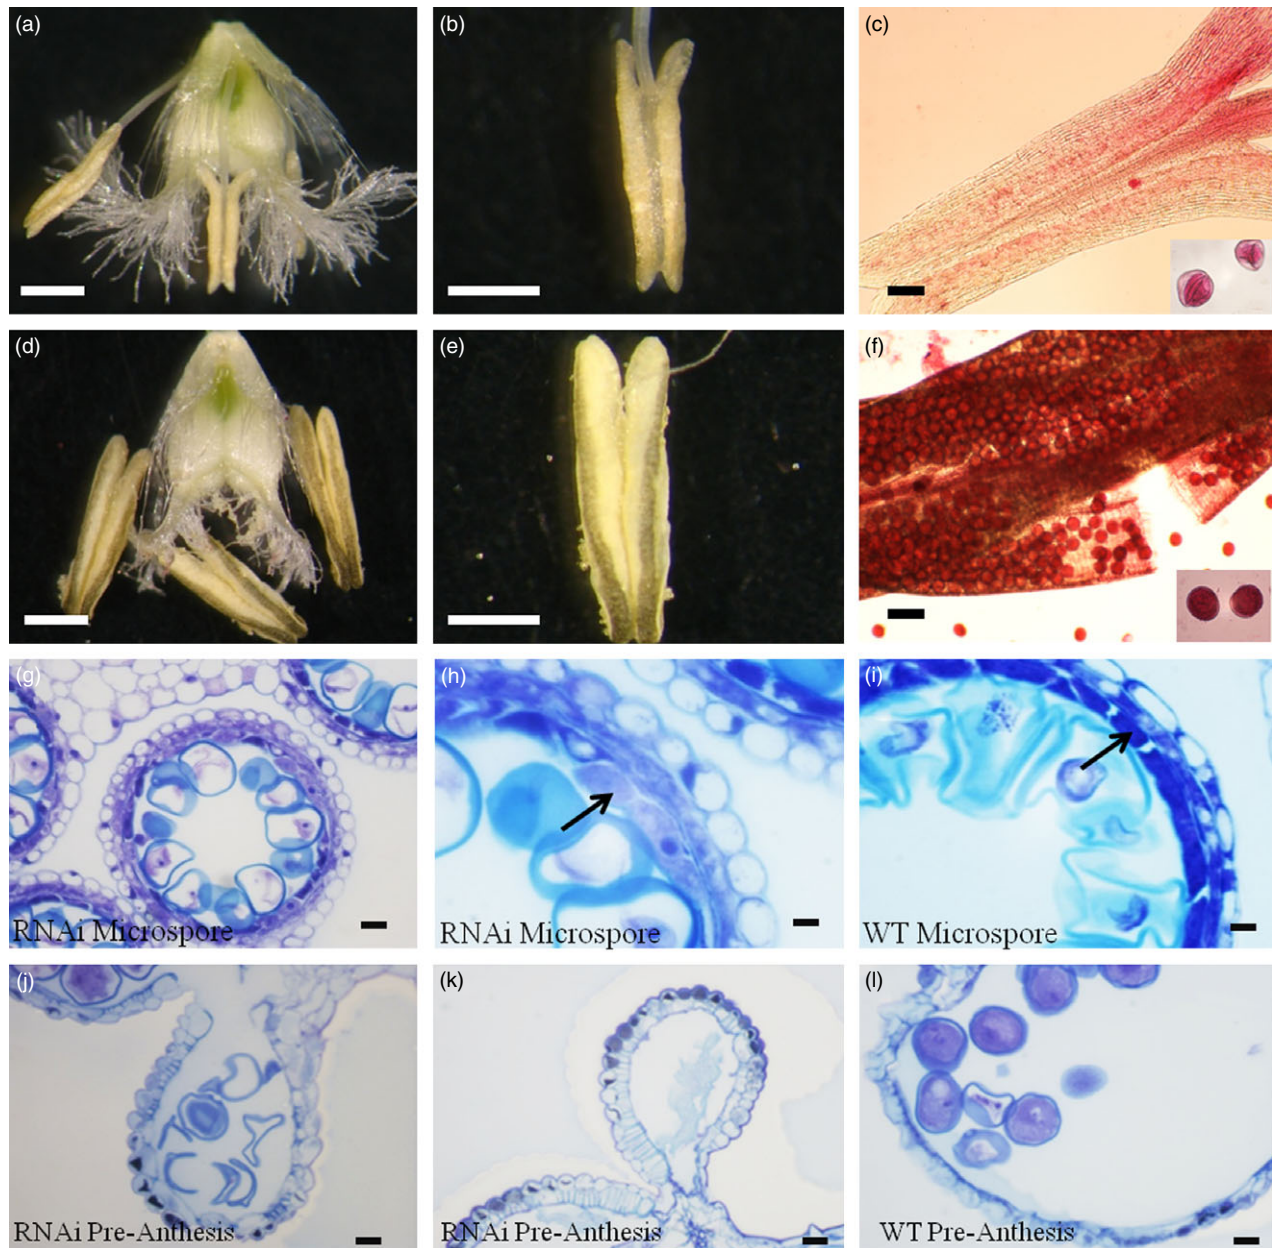 (a)
(b)
(c)
(d)
(e)
(f)
(g)
(h)
(i)
RNAi Microspore
RNAi Microspore
WT Microspore
(j)
(k)
(l)
RNAi Pre-Anthesis
RNAi Pre-Anthesis
WT Pre-Anthesis